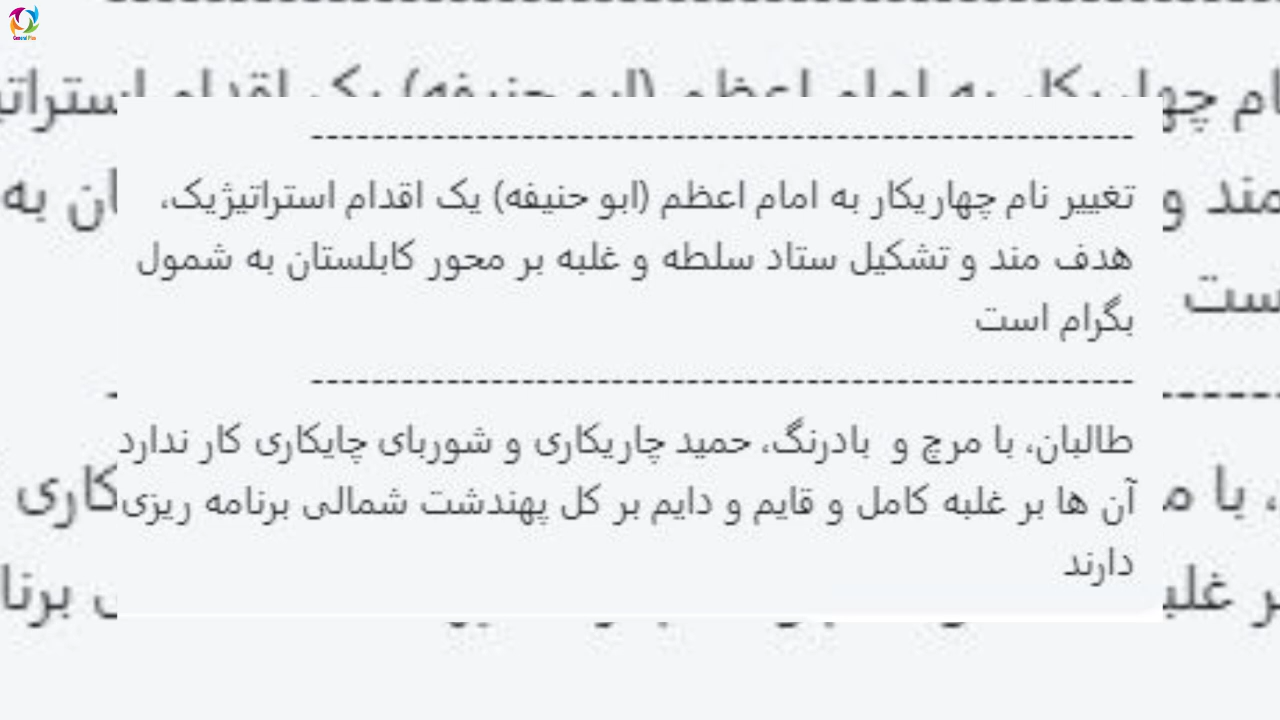 General Plus
-------------------------------------------------------
تغییر نام چهاریکار به امام اعظم (ابو حنیفه) یک اقدام استراتیژیک،
هدف مند و تشکیل ستاد سلطه و غلبه بر محور کابلستان به شمول
بگرام است
-------------------------------------------------------
طالبان، با مرچ و بادرنگ، حمید چاریکاری و شوربای چایکاری کار ندارد
آن ها بر غلبه کامل و قایم و دایم بر کل پهندشت شمالی برنامه ریزی
دارند